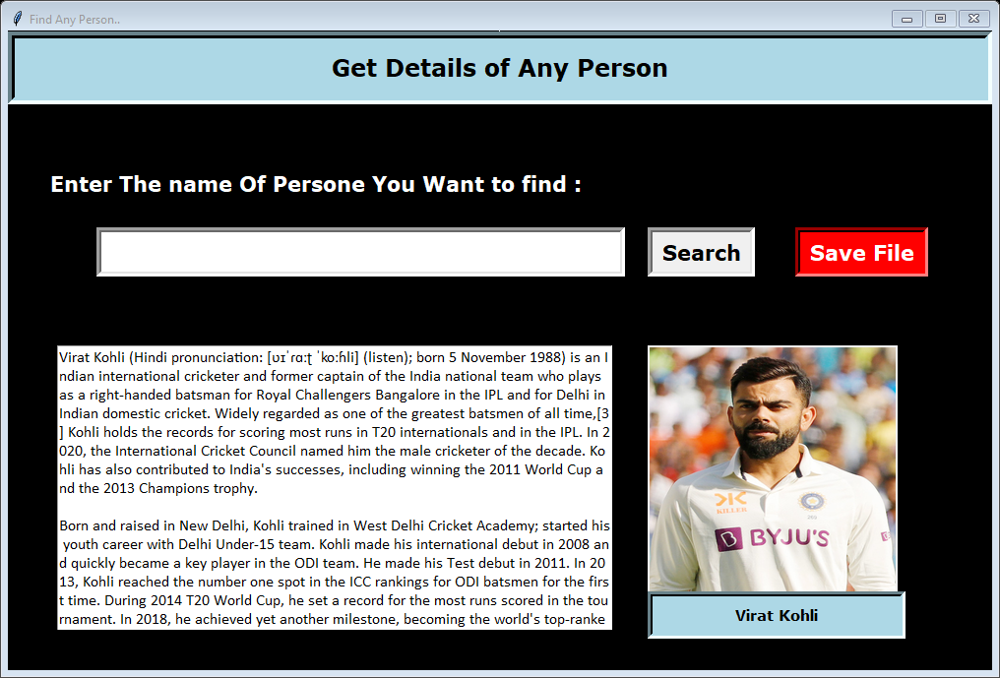 Find Any Person..
Get Details of Any Person
Enter The name Of Persone You Want to find :
Search
Save File
Virat Kohli (Hindi pronunciation: [ʋɪˈrɑːʈ ˈkoːɦli] (listen); born 5 November 1988) is an I
ndian international cricketer and former captain of the India national team who plays
as a right-handed batsman for Royal Challengers Bangalore in the IPL and for Delhi in
Indian domestic cricket. Widely regarded as one of the greatest batsmen of all time,[3
] Kohli holds the records for scoring most runs in T20 internationals and in the IPL. In 2
020, the International Cricket Council named him the male cricketer of the decade. Ko
hli has also contributed to India's successes, including winning the 2011 World Cup a
nd the 2013 Champions trophy.
Born and raised in New Delhi, Kohli trained in West Delhi Cricket Academy; started his
youth career with Delhi Under-15 team. Kohli made his international debut in 2008 an
d quickly became a key player in the ODI team. He made his Test debut in 2011. In 20
13, Kohli reached the number one spot in the ICC rankings for ODI batsmen for the firs
t time. During 2014 T20 World Cup, he set a record for the most runs scored in the tou
rnament. In 2018, he achieved yet another milestone, becoming the world's top-ranke
KILLER
BYJU'S
Virat Kohli